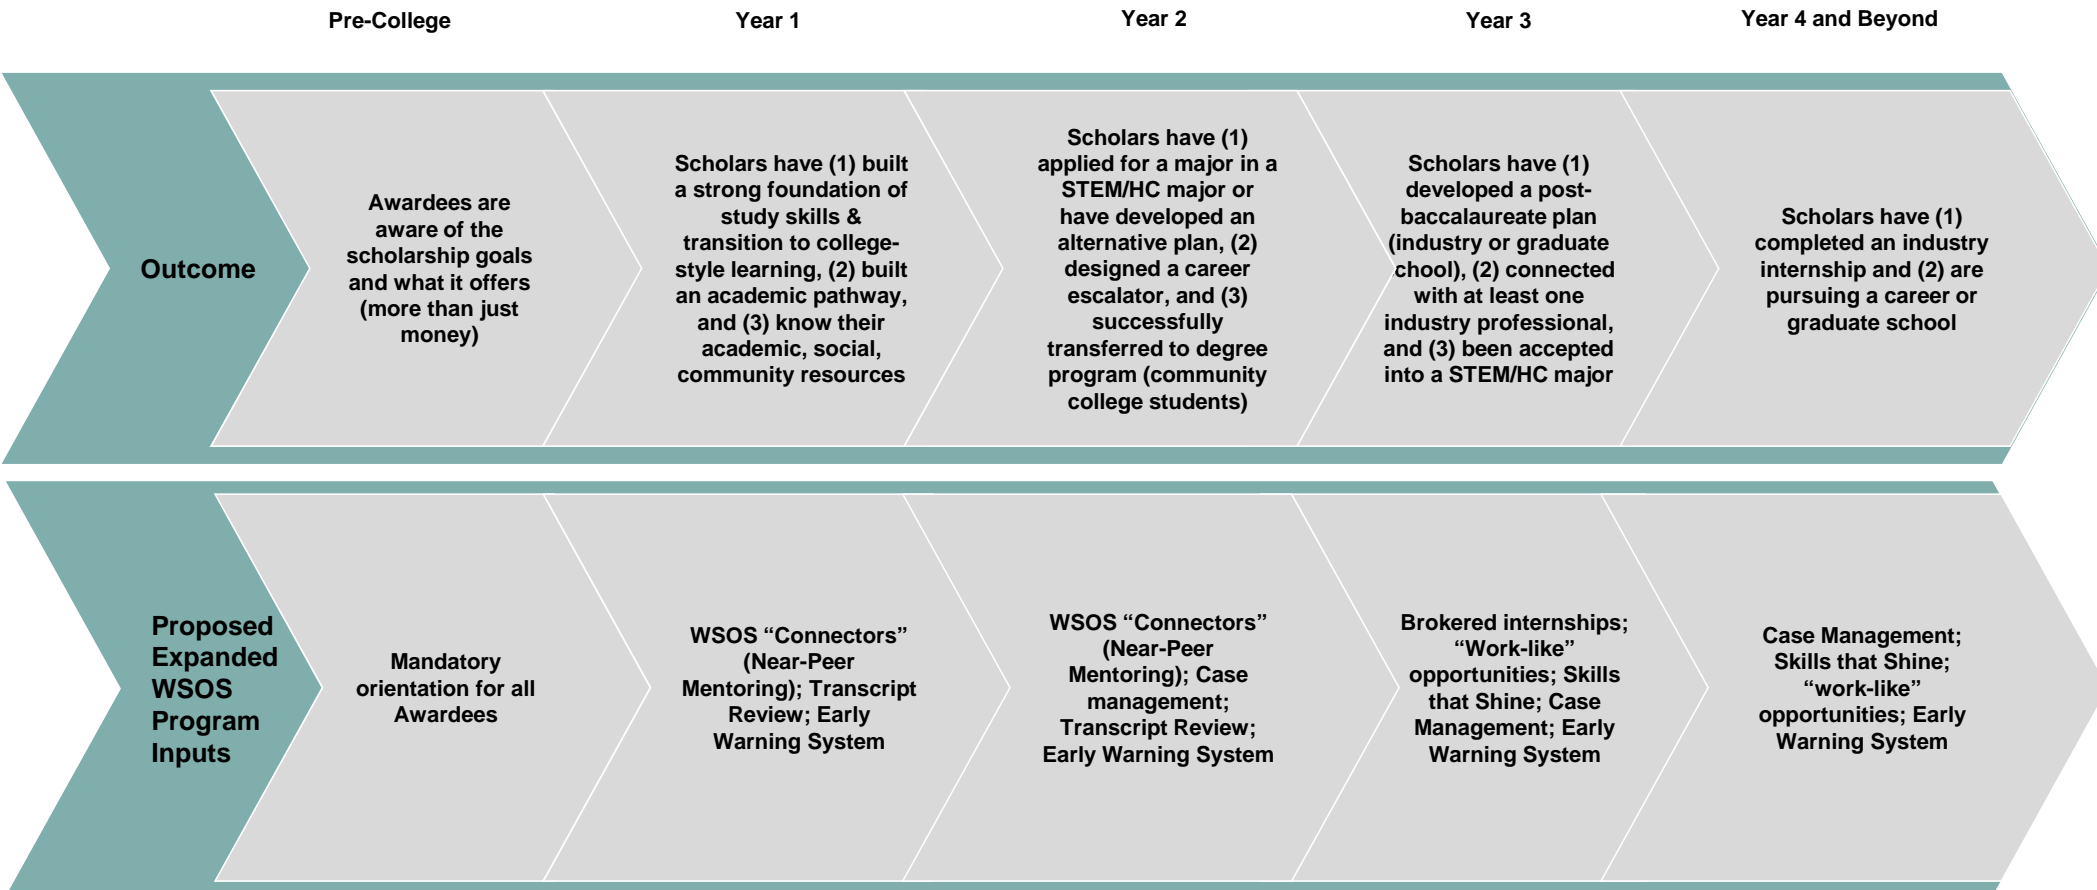 Pre-College
Year 1
Year 2
Year 3
Year 4 and Beyond
Outcome
Awardees are
aware of the
scholarship goals
and what it offers
(more than just
money)
Scholars have (1) built
a strong foundation of
study skills &
transition to college-
style learning, (2) built
an academic pathway,
and (3) know their
academic, social,
community resources
Scholars have (1)
applied for a major in a
STEM/HC major or
have developed an
alternative plan, (2)
designed a career
escalator, and (3)
successfully
transferred to degree
program (community
college students)
Scholars have (1)
developed a post-
baccalaureate plan
(industry or graduate
chool), (2) connected
with at least one
industry professional,
and (3) been accepted
into a STEM/HC major
Scholars have (1)
completed an industry
internship and (2) are
pursuing a career or
graduate school
Proposed
Expanded
WSOS
Program
Inputs
Mandatory
orientation for all
Awardees
WSOS “Connectors”
(Near-Peer
Mentoring); Transcript
Review; Early
Warning System
WSOS “Connectors”
(Near-Peer
Mentoring); Case
management;
Transcript Review;
Early Warning System
Brokered internships;
“Work-like”
opportunities; Skills
that Shine; Case
Management; Early
Warning System
Case Management;
Skills that Shine;
“work-like”
opportunities; Early
Warning System